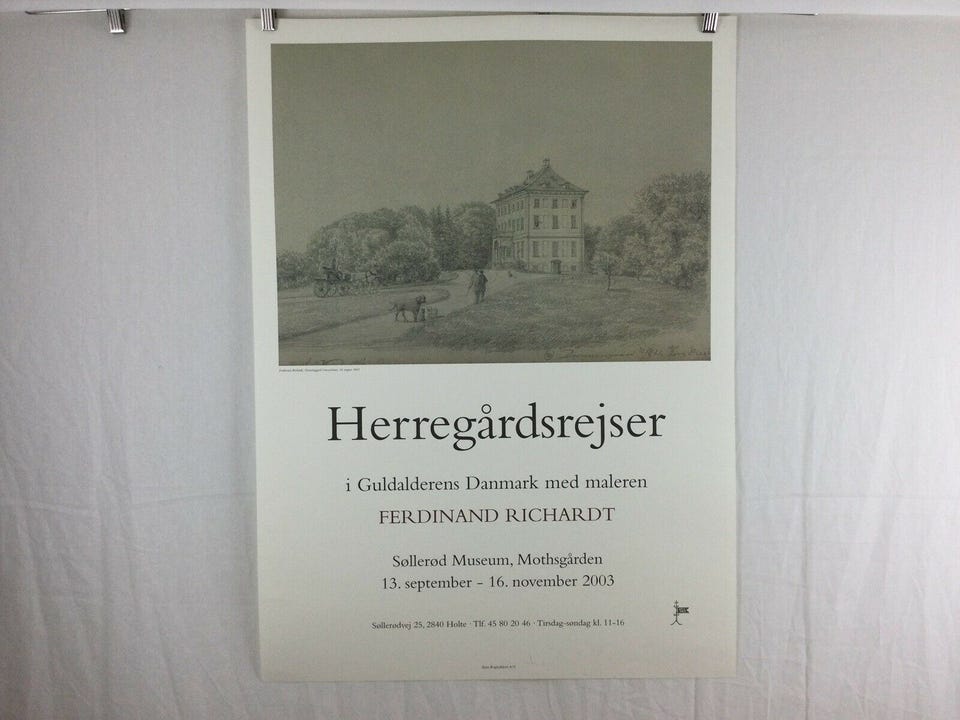 Herregårdsrejser
i Guldalderens Danmark med maleren
FERDINAND RICHARDT
Søllerød Museum, Mothsgården
13. september - 16. november 2003
Søllerødvej 25, 2840 Holte · Tlf. 45 80 20 46 · Tirsdag-søndag kl. 11-16